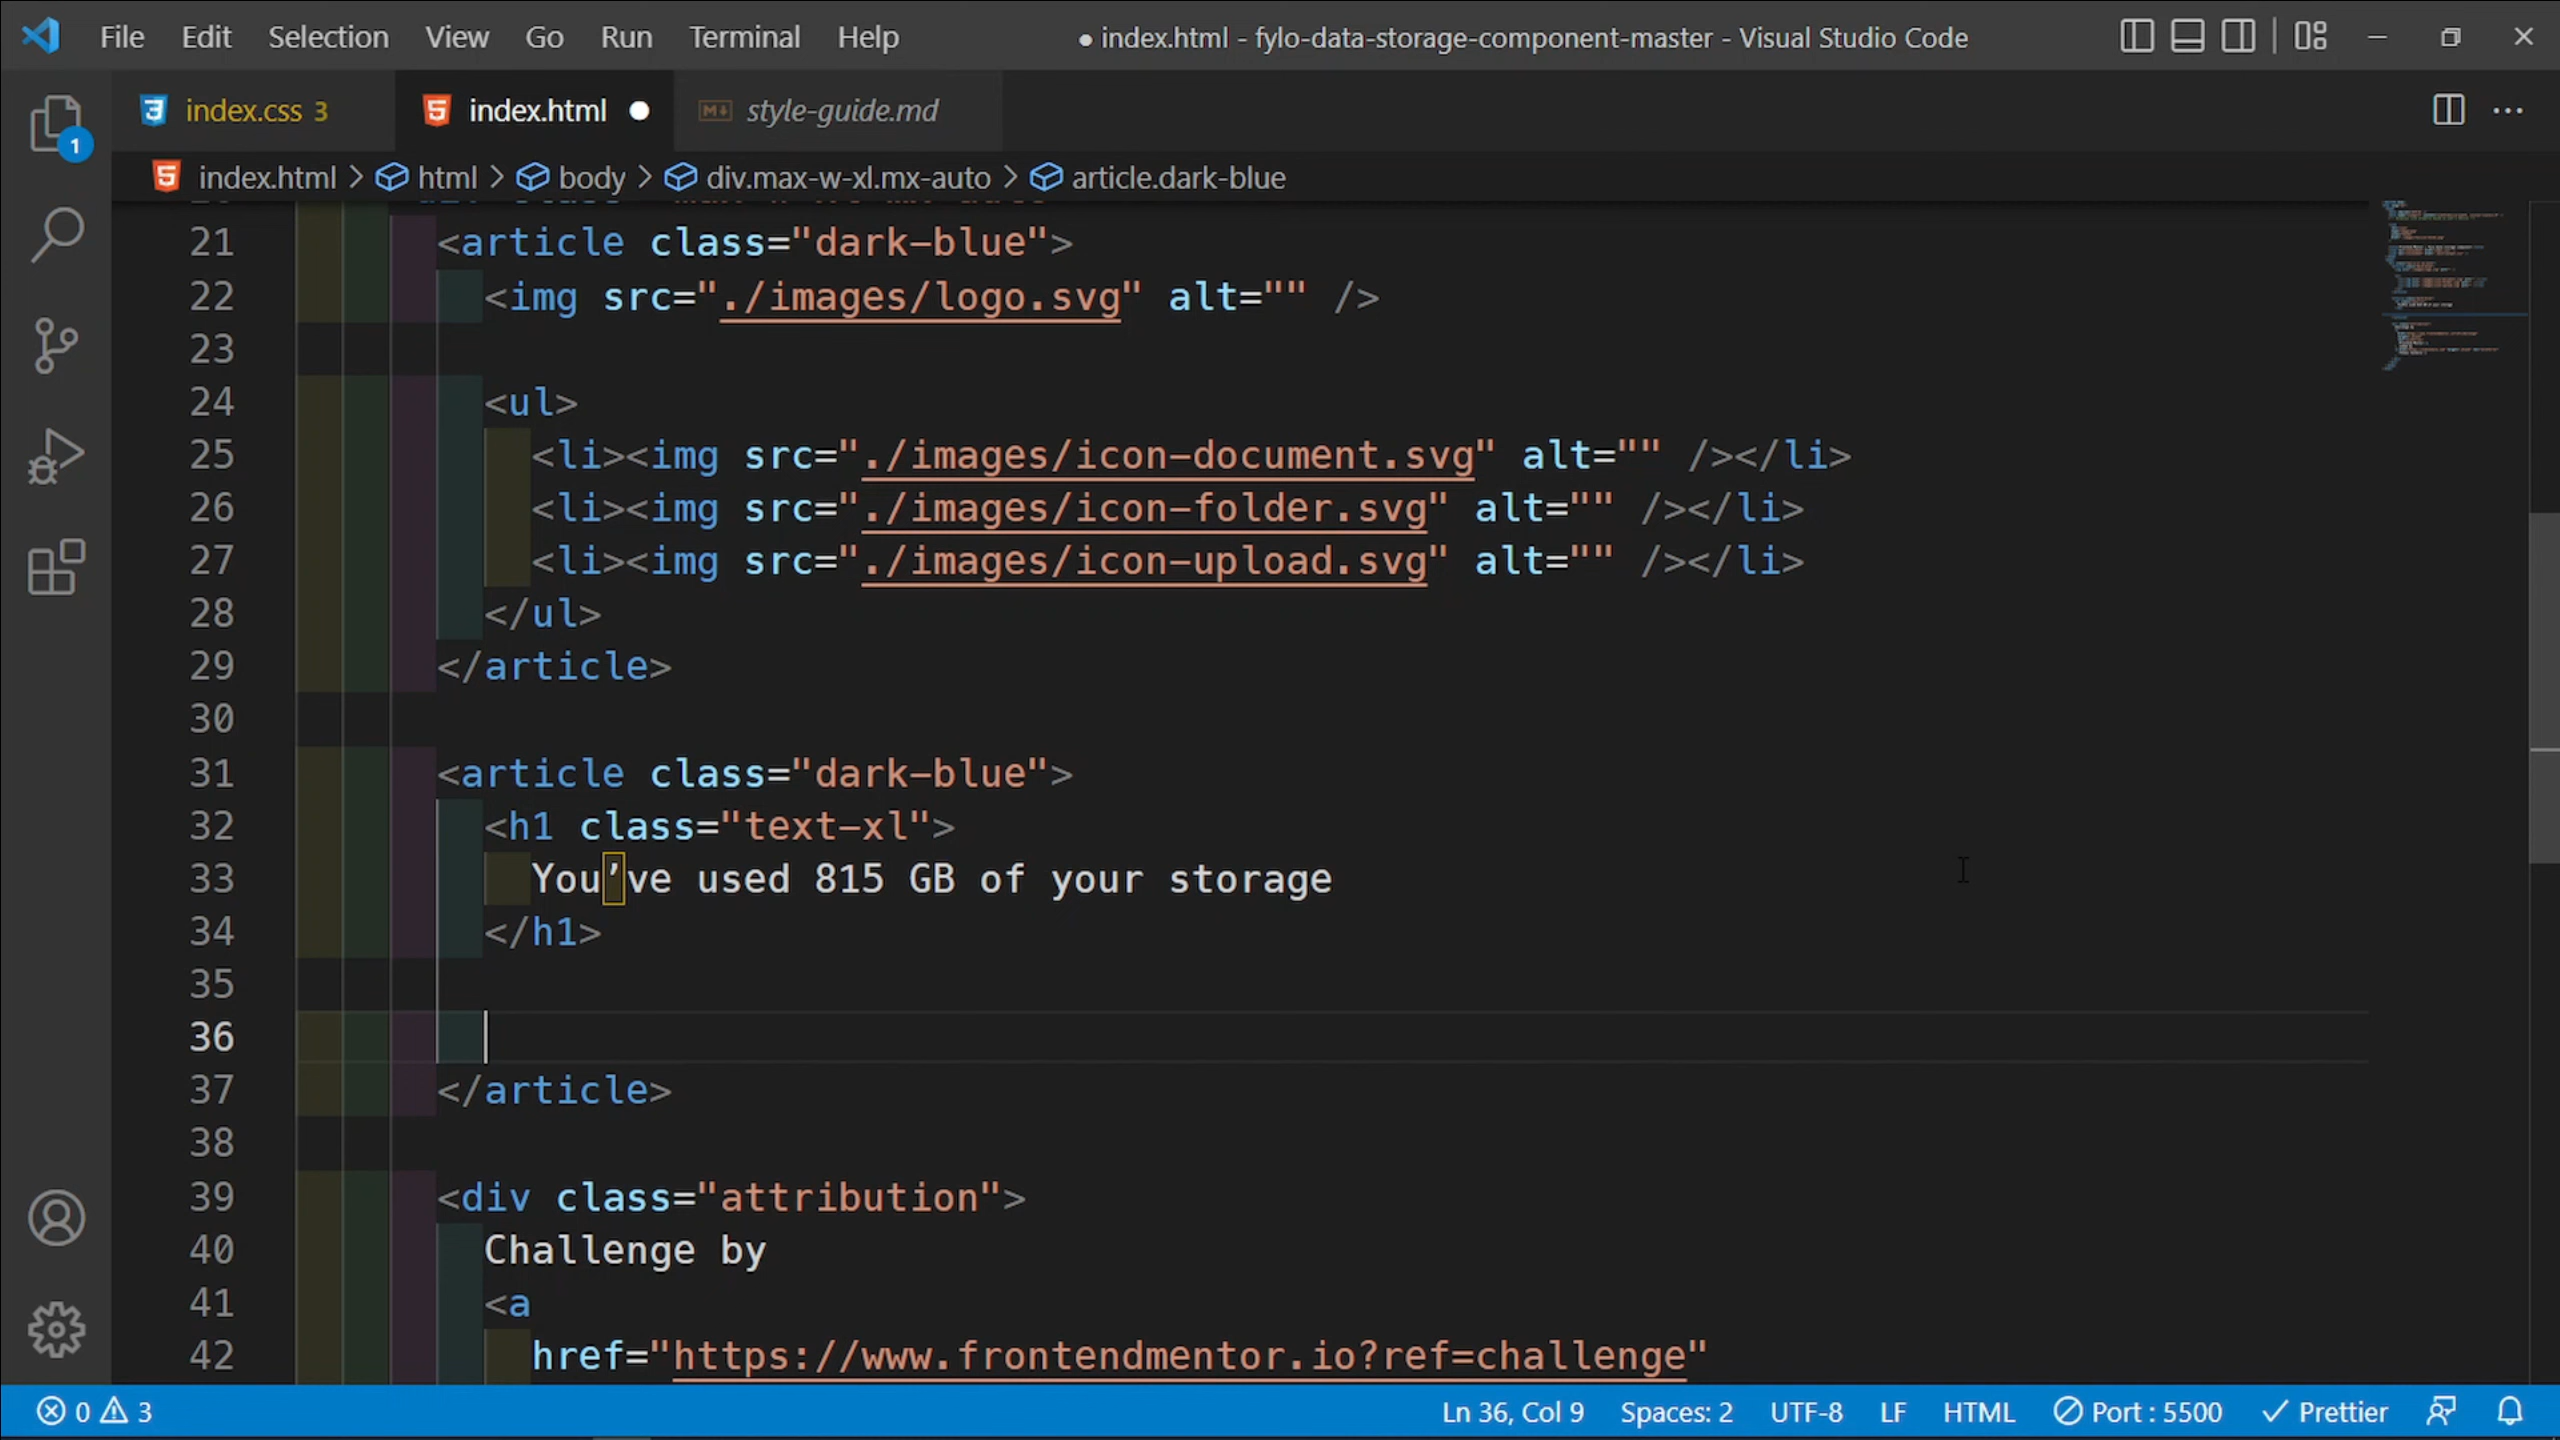 File Edit Selection View Go Run Terminal Help ● index.html - fylo-data-storage-component-master - Visual Studio Code
index.css 3 index.html style-guide.md
1
index.html > html > body > div.max-w-xl.mx-auto > article.dark-blue
21 <article class="dark-blue">
22 <img src="./images/logo.svg" alt="" />
23
24 <ul>
25 <li><img src="./images/icon-document.svg" alt="" /></li>
26 <li><img src="./images/icon-folder.svg" alt="" /></li>
27 <li><img src="./images/icon-upload.svg" alt="" /></li>
28 </ul>
29 </article>
30
31 <article class="dark-blue">
32 <h1 class="text-xl">
33 You’ve used 815 GB of your storage
34 </h1>
35
36
37 </article>
38
39 <div class="attribution">
40 Challenge by
41 <a
42 href="https://www.frontendmentor.io?ref=challenge"
0 3 Ln 36, Col 9 Spaces: 2 UTF-8 LF HTML Port : 5500 Prettier